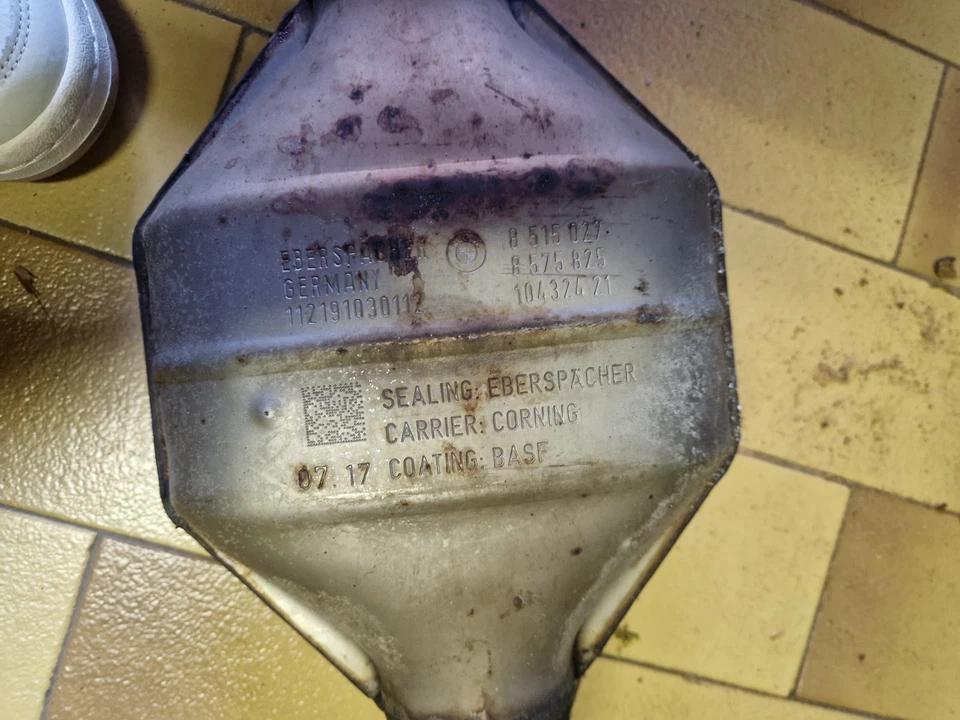 EBERSPÄCHER
GERMANY
112191030112
8 515 027
8 575 825
10432421
SEALING: EBERSPÄCHER
CARRIER: CORNING
07.17 COATING: BASF